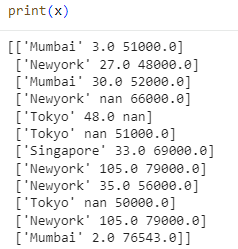 print(x)
[['Mumbai' 3.0 51000.0]
['Newyork' 27.0 48000.0]
['Mumbai' 30.0 52000.0]
['Newyork' nan 66000.0]
['Tokyo' 48.0 nan]
['Tokyo' nan 51000.0]
['Singapore' 33.0 69000.0]
['Newyork' 105.0 79000.0]
['Newyork' 35.0 56000.0]
['Tokyo' nan 50000.0]
['Newyork' 105.0 79000.0]
['Mumbai' 2.0 76543.0]]